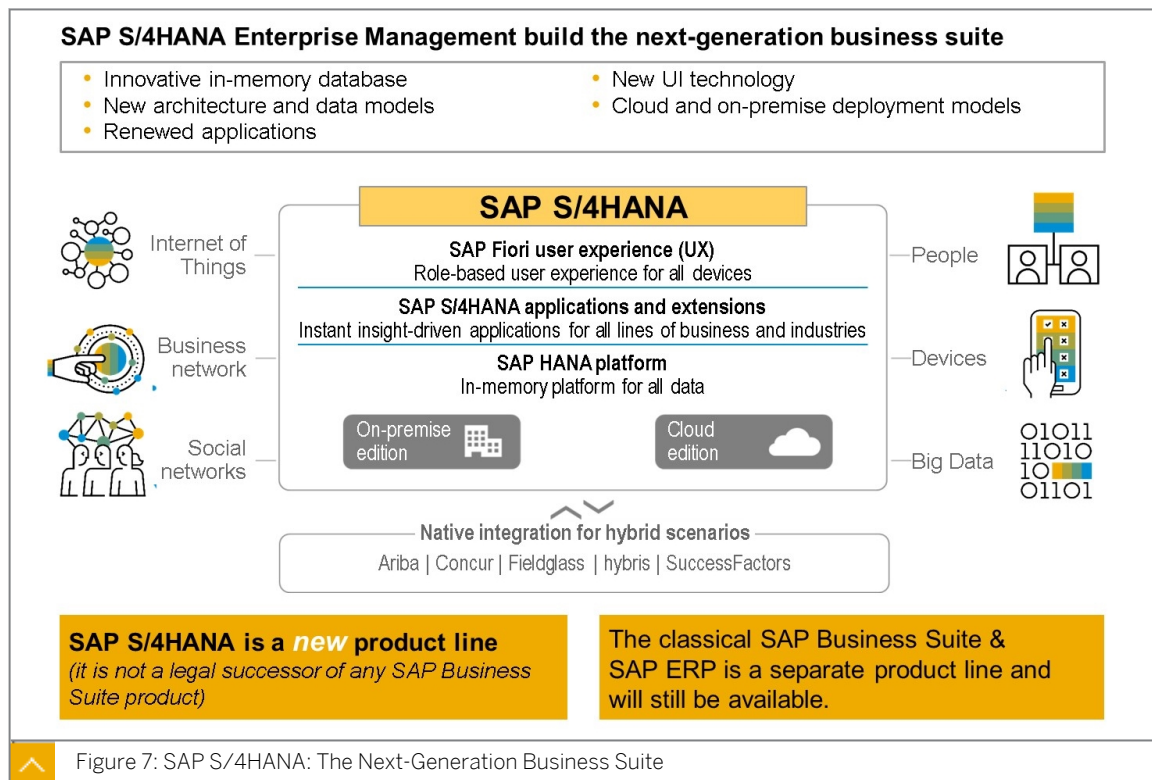 SAP S/4HANA Enterprise Management build the next-generation business suite
• Innovative in-memory database
• New architecture and data models
• Renewed applications
• New UI technology
• Cloud and on-premise deployment models
SAP S/4HANA
SAP Fiori user experience (UX)
Role-based user experience for all devices
SAP S/4HANA applications and extensions
Instant insight-driven applications for all lines of business and industries
SAP HANA platform
In-memory platform for all data
On-premise
edition
Cloud
edition
Internet of
Things
Business
network
Social
networks
People
Devices
Big Data
01011
11010
10
01101
Native integration for hybrid scenarios
Ariba | Concur | Fieldglass | hybris | SuccessFactors
SAP S/4HANA is a new product line
(it is not a legal successor of any SAP Business
Suite product)
The classical SAP Business Suite &
SAP ERP is a separate product line and
will still be available.
Figure 7: SAP S/4HANA: The Next-Generation Business Suite